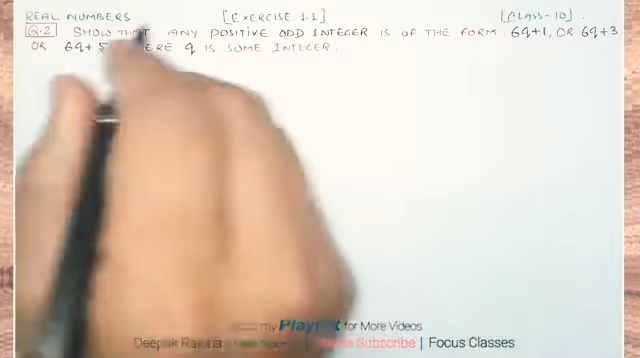 REAL NUMBERS [EXERCISE 1.1] [CLASS-10].
Q.2 SHOW THAT ANY POSITIVE ODD INTEGER IS OF THE FORM 6q+1, OR 6q+3
OR 6q+5 q IS SOME INTEGER.
my Playlist for More Videos
Deepak Please Subscribe | Focus Classes